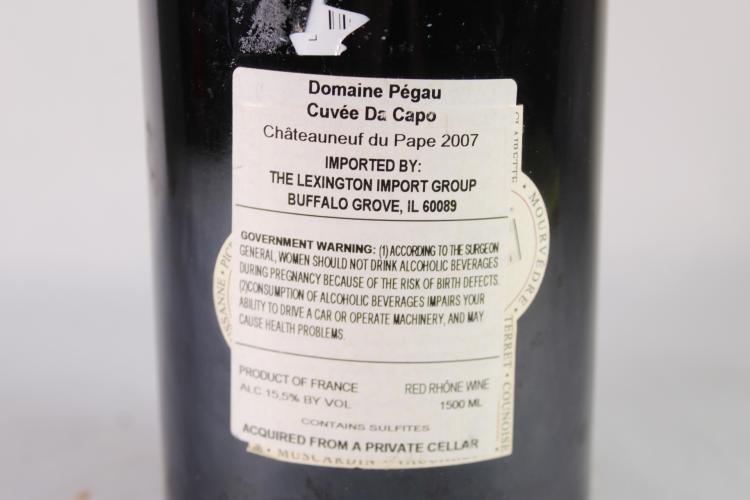 Domaine Pégau
Cuvée Da Capo
Châteauneuf du Pape 2007
IMPORTED BY:
THE LEXINGTON IMPORT GROUP
BUFFALO GROVE, IL 60089
GOVERNMENT WARNING: (1) ACCORDING TO THE SURGEON
GENERAL, WOMEN SHOULD NOT DRINK ALCOHOLIC BEVERAGES
DURING PREGNANCY BECAUSE OF THE RISK OF BIRTH DEFECTS.
(2)CONSUMPTION OF ALCOHOLIC BEVERAGES IMPAIRS YOUR
ABILITY TO DRIVE A CAR OR OPERATE MACHINERY, AND MAY
CAUSE HEALTH PROBLEMS.
PRODUCT OF FRANCE RED RHÔNE WINE
ALC. 15,5% BY VOL 1500 ML
CONTAINS SULFITES
ACQUIRED FROM A PRIVATE CELLAR
CLAIRETTE • MOURVEDRE
TERRET • COUNOISE
MUSCARDIN